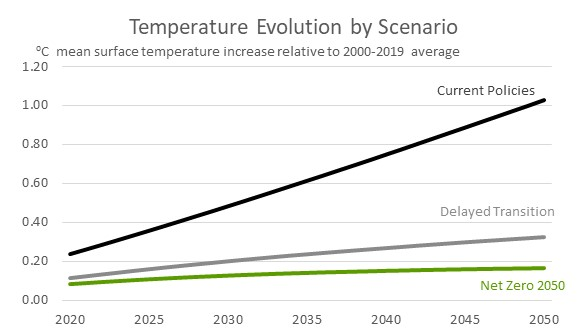 Temperature Evolution by Scenario
°C mean surface temperature increase relative to 2000-2019 average
1.20
Current Policies
1.00
0.80
0.60
Delayed Transition
0.40
0.20
Net Zero 2050
0.00
2020 2025 2030 2035 2040 2045 2050